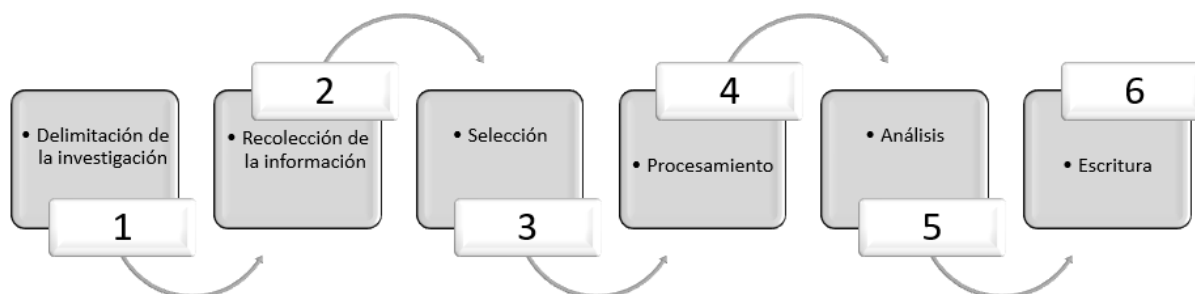 1
• Delimitación de
la investigación
2
• Recolección de
la información
3
• Selección
4
• Procesamiento
5
• Análisis
6
• Escritura